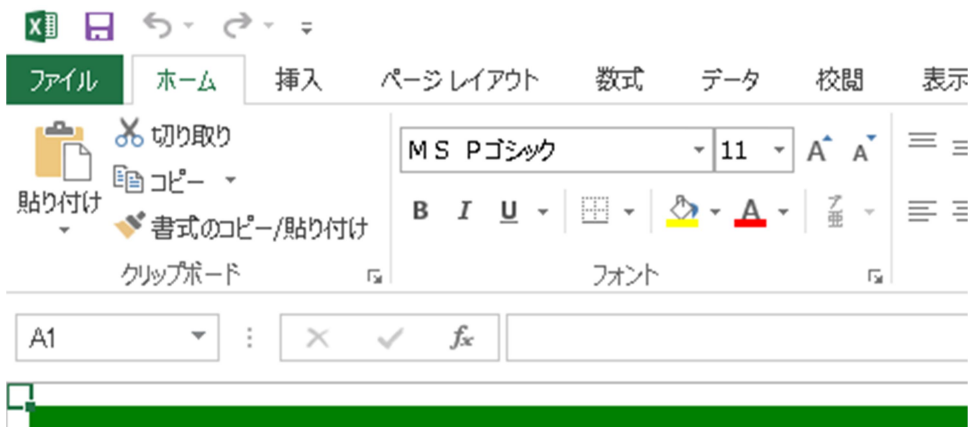 ファイル ホーム 挿入 ページ レイアウト 数式 データ 校閲 表示
切り取り
コピー
書式のコピー/貼り付け
貼り付け
クリップボード
ＭＳ Ｐゴシック 11 A A
B I U A ア亜
フォント
A1 fx